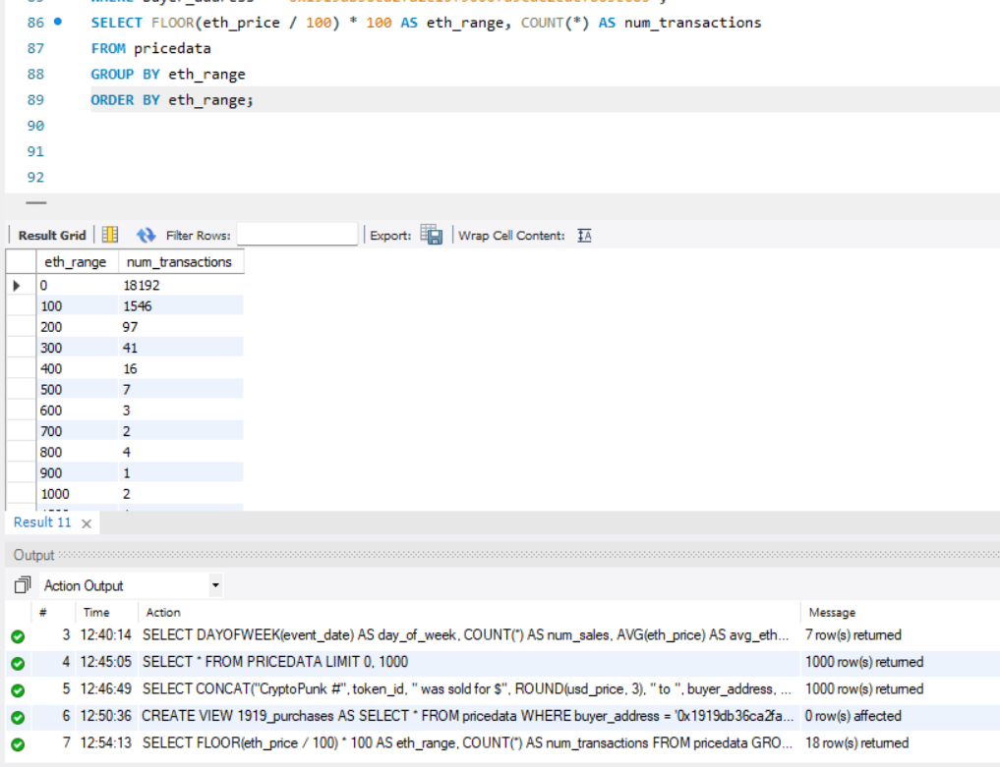 86 SELECT FLOOR(eth_price / 100) * 100 AS eth_range, COUNT(*) AS num_transactions
87 FROM pricedata
88 GROUP BY eth_range
89 ORDER BY eth_range;
90
91
92
Result Grid Filter Rows: Export: Wrap Cell Content:
eth_range num_transactions
0 18192
100 1546
200 97
300 41
400 16
500 7
600 3
700 2
800 4
900 1
1000 2
Result 11
Output
Action Output
# Time Action Message
3 12:40:14 SELECT DAYOFWEEK(event_date) AS day_of_week, COUNT(*) AS num_sales, AVG(eth_price) AS avg_eth... 7 row(s) returned
4 12:45:05 SELECT * FROM PRICEDATA LIMIT 0, 1000 1000 row(s) returned
5 12:46:49 SELECT CONCAT("CryptoPunk #", token_id, " was sold for $", ROUND(usd_price, 3), " to ", buyer_address, ... 1000 row(s) returned
6 12:50:36 CREATE VIEW 1919_purchases AS SELECT * FROM pricedata WHERE buyer_address = '0x1919db36ca2fa... 0 row(s) affected
7 12:54:13 SELECT FLOOR(eth_price / 100) * 100 AS eth_range, COUNT(*) AS num_transactions FROM pricedata GRO... 18 row(s) returned